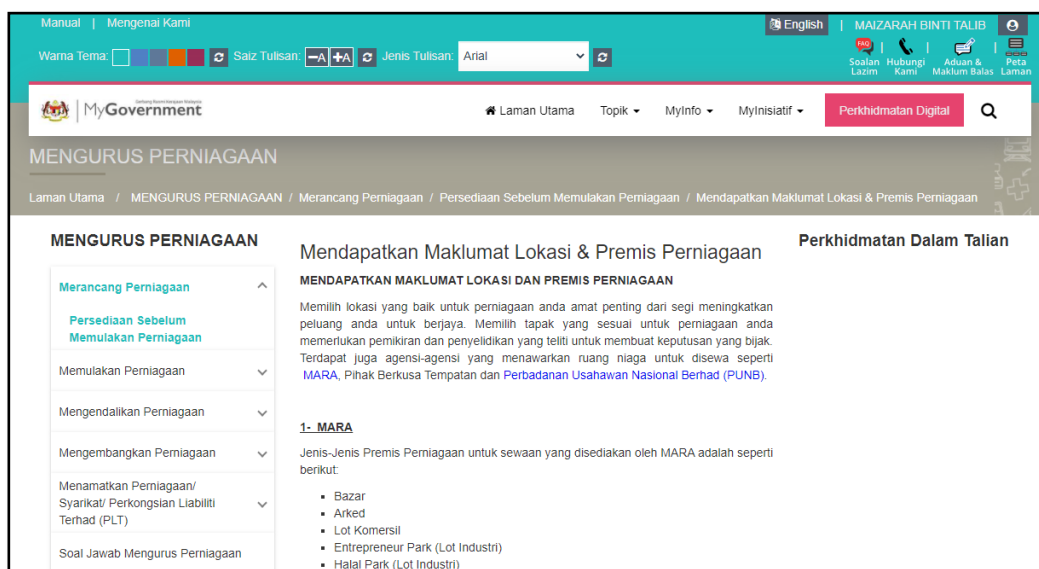 Manual | Mengenai Kami
English | MAIZARAH BINTI TALIB
Warna Tema: Saiz Tulisan: -A +A Jenis Tulisan: Arial
FAQ
Soalan Lazim | Hubungi Kami | Aduan & Maklum Balas | Peta Laman
MyGovernment
Laman Utama Topik MyInfo MyInisiatif Perkhidmatan Digital
MENGURUS PERNIAGAAN
Laman Utama / MENGURUS PERNIAGAAN / Merancang Perniagaan / Persediaan Sebelum Memulakan Perniagaan / Mendapatkan Maklumat Lokasi & Premis Perniagaan
MENGURUS PERNIAGAAN
Merancang Perniagaan
Persediaan Sebelum
Memulakan Perniagaan
Memulakan Perniagaan
Mengendalikan Perniagaan
Mengembangkan Perniagaan
Menamatkan Perniagaan/
Syarikat/ Perkongsian Liabiliti
Terhad (PLT)
Soal Jawab Mengurus Perniagaan
Mendapatkan Maklumat Lokasi & Premis Perniagaan
MENDAPATKAN MAKLUMAT LOKASI DAN PREMIS PERNIAGAAN
Memilih lokasi yang baik untuk perniagaan anda amat penting dari segi meningkatkan
peluang anda untuk berjaya. Memilih tapak yang sesuai untuk perniagaan anda
memerlukan pemikiran dan penyelidikan yang teliti untuk membuat keputusan yang bijak.
Terdapat juga agensi-agensi yang menawarkan ruang niaga untuk disewa seperti
MARA, Pihak Berkusa Tempatan dan Perbadanan Usahawan Nasional Berhad (PUNB).
1- MARA
Jenis-Jenis Premis Perniagaan untuk sewaan yang disediakan oleh MARA adalah seperti
berikut:
Bazar
Arked
Lot Komersil
Entrepreneur Park (Lot Industri)
Halal Park (Lot Industri)
Perkhidmatan Dalam Talian